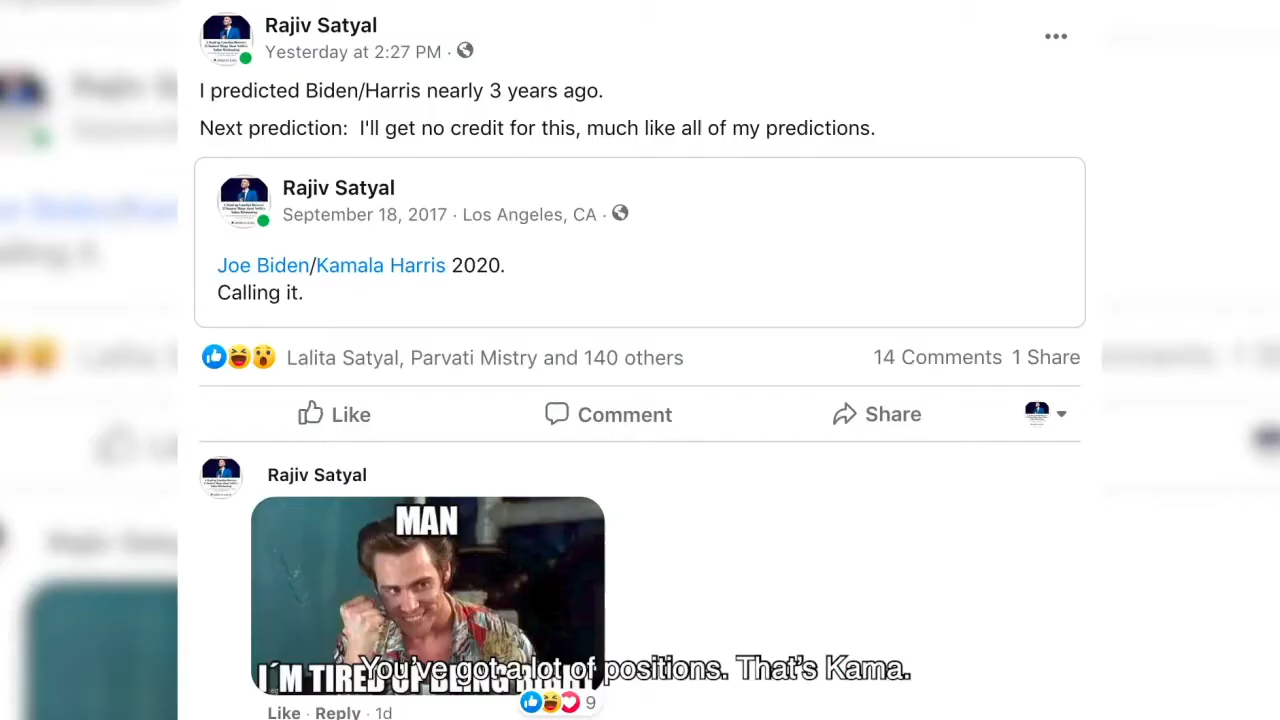 Rajiv Satyal
Yesterday at 2:27 PM ·
I predicted Biden/Harris nearly 3 years ago.
Next prediction: I'll get no credit for this, much like all of my predictions.
Rajiv Satyal
September 18, 2017 · Los Angeles, CA ·
Joe Biden/Kamala Harris 2020.
Calling it.
Lalita Satyal, Parvati Mistry and 140 others
14 Comments 1 Share
Like
Comment
Share
Rajiv Satyal
MAN
I´M TIRED OF BEING
You've got a lot of positions. That's Kama.
9
Like · Reply · 1d